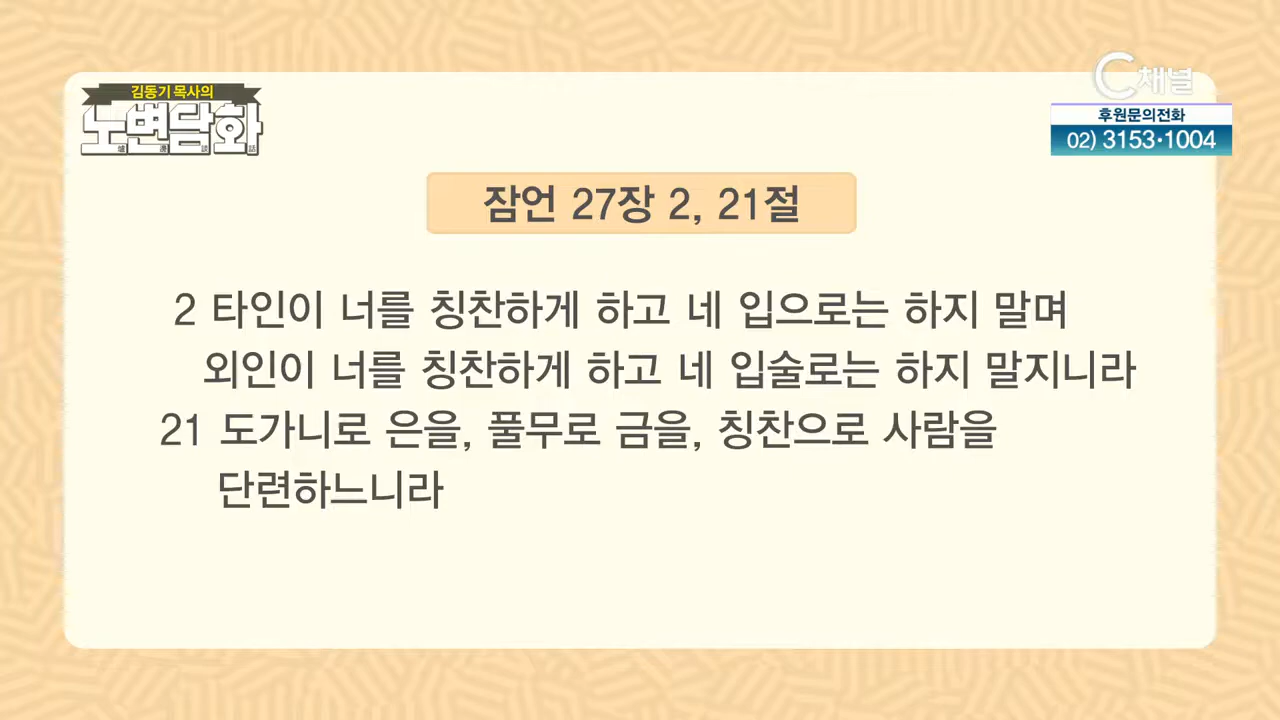 김동기 목사의
노변담화
爐邊談話
C채널
후원문의전화
02) 3153·1004
잠언 27장 2, 21절
2 타인이 너를 칭찬하게 하고 네 입으로는 하지 말며
외인이 너를 칭찬하게 하고 네 입술로는 하지 말지니라
21 도가니로 은을, 풀무로 금을, 칭찬으로 사람을
단련하느니라